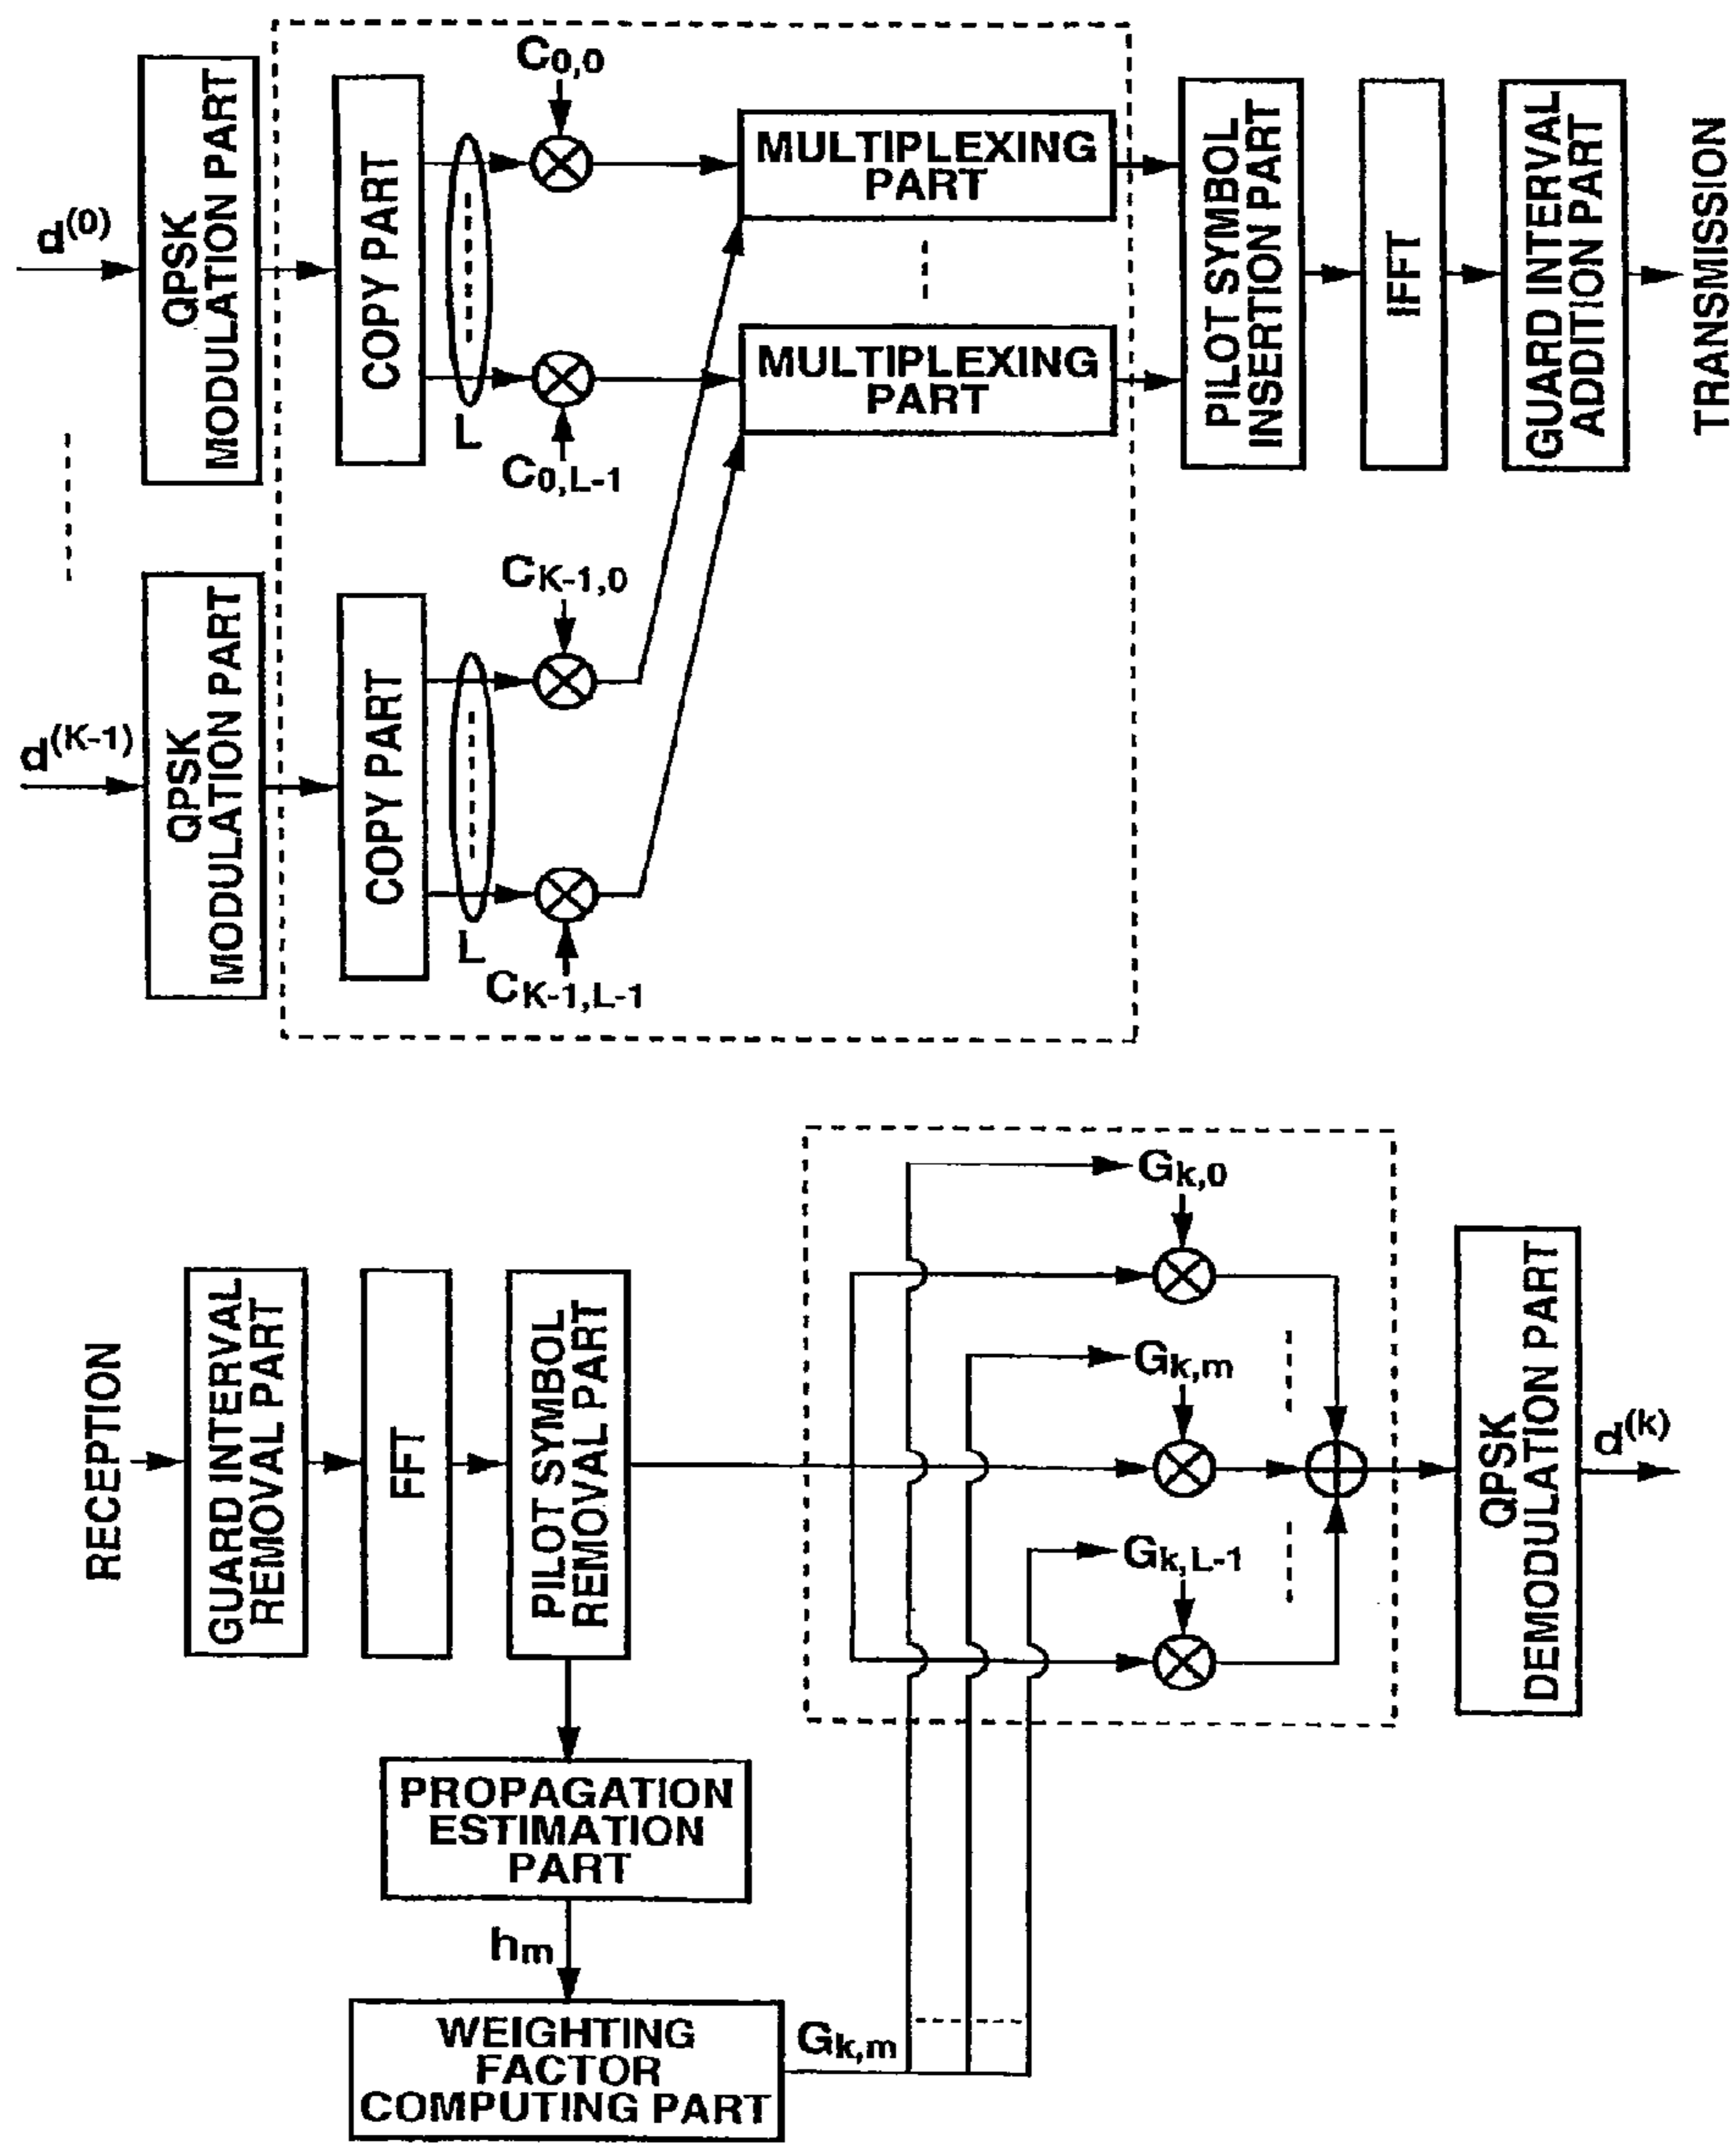 d(0)
QPSK
MODULATION PART
COPY PART
L
C0,0
C0,L-1
MULTIPLEXING
PART
MULTIPLEXING
PART
PILOT SYMBOL
INSERTION PART
IFFT
GUARD INTERVAL
ADDITION PART
TRANSMISSION
d(K-1)
QPSK
MODULATION PART
COPY PART
L
CK-1,0
CK-1,L-1
RECEPTION
GUARD INTERVAL
REMOVAL PART
FFT
PILOT SYMBOL
REMOVAL PART
Gk,0
Gk,m
Gk,L-1
QPSK
DEMODULATION PART
d(k)
PROPAGATION
ESTIMATION
PART
hm
WEIGHTING
FACTOR
COMPUTING PART
Gk,m